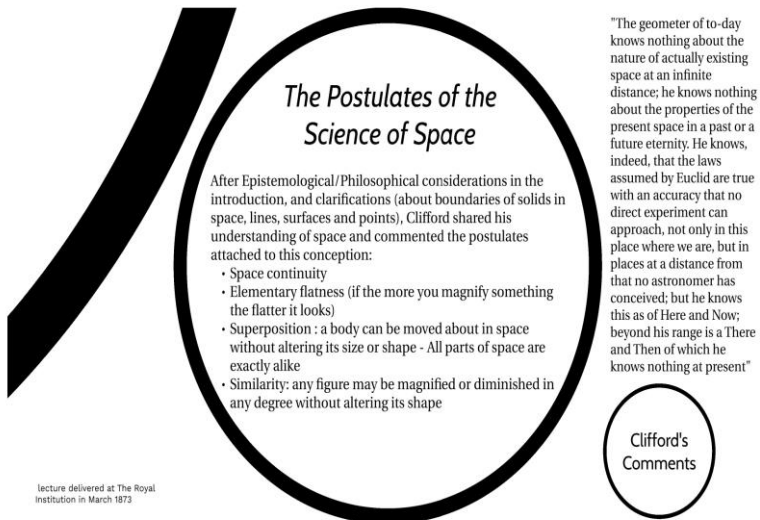 The Postulates of the
Science of Space
After Epistemological/Philosophical considerations in the
introduction, and clarifications (about boundaries of solids in
space, lines, surfaces and points), Clifford shared his
understanding of space and commented the postulates
attached to this conception:
• Space continuity
• Elementary flatness (if the more you magnify something
the flatter it looks)
• Superposition : a body can be moved about in space
without altering its size or shape - All parts of space are
exactly alike
• Similarity: any figure may be magnified or diminished in
any degree without altering its shape
"The geometer of to-day
knows nothing about the
nature of actually existing
space at an infinite
distance; he knows nothing
about the properties of the
present space in a past or a
future eternity. He knows,
indeed, that the laws
assumed by Euclid are true
with an accuracy that no
direct experiment can
approach, not only in this
place where we are, but in
places at a distance from
that no astronomer has
conceived; but he knows
this as of Here and Now;
beyond his range is a There
and Then of which he
knows nothing at present"
Clifford's
Comments
lecture delivered at The Royal
Institution in March 1873